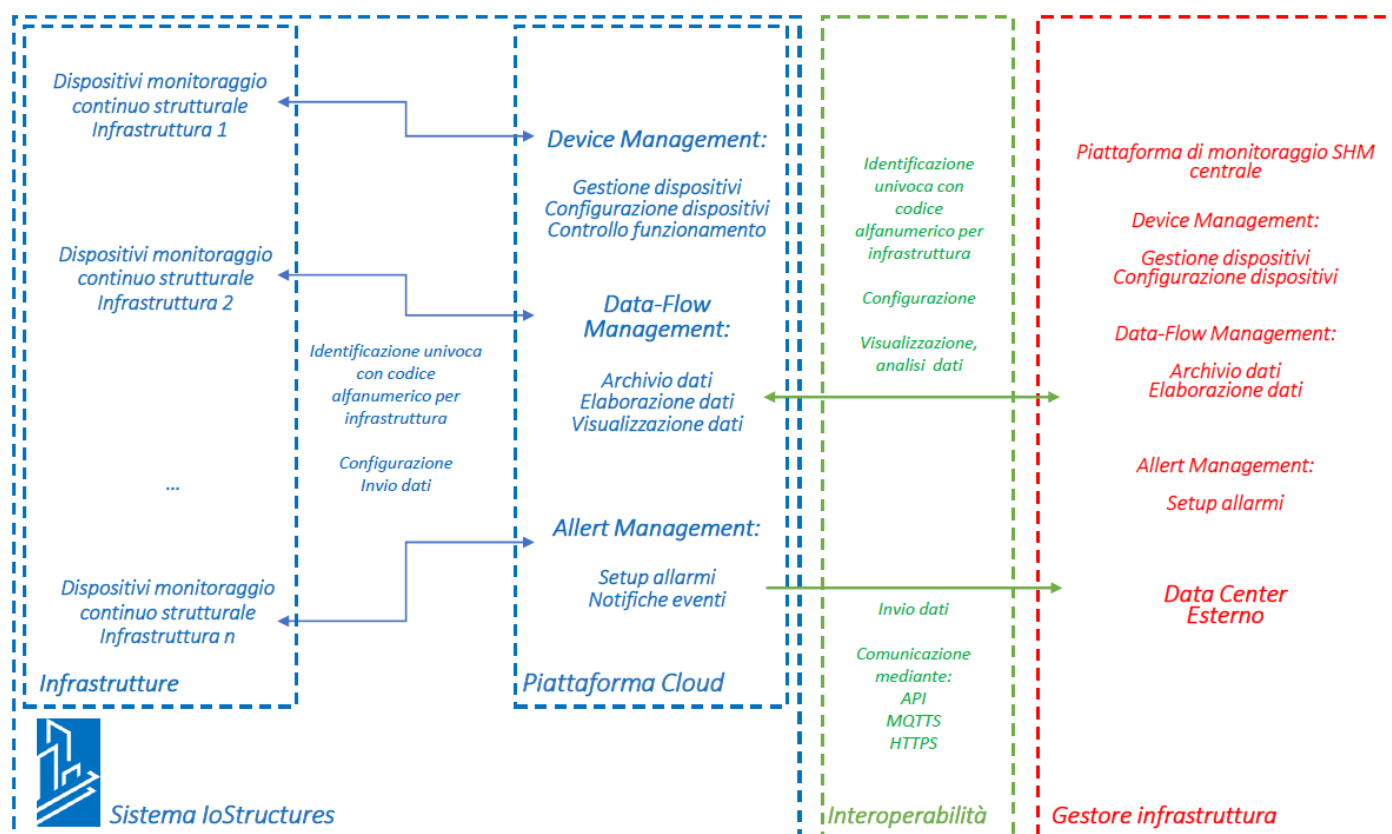 Dispositivi monitoraggio
continuo strutturale
Infrastruttura 1
Dispositivi monitoraggio
continuo strutturale
Infrastruttura 2
...
Dispositivi monitoraggio
continuo strutturale
Infrastruttura n
Infrastrutture
Identificazione univoca
con codice
alfanumerico per
infrastruttura
Configurazione
Invio dati
Device Management:
Gestione dispositivi
Configurazione dispositivi
Controllo funzionamento
Data-Flow
Management:
Archivio dati
Elaborazione dati
Visualizzazione dati
Allert Management:
Setup allarmi
Notifiche eventi
Piattaforma Cloud
Sistema IoStructures
Identificazione
univoca con
codice
alfanumerico per
infrastruttura
Configurazione
Visualizzazione,
analisi dati
Invio dati
Comunicazione
mediante:
API
MQTTS
HTTPS
Interoperabilità
Piattaforma di monitoraggio SHM
centrale
Device Management:
Gestione dispositivi
Configurazione dispositivi
Data-Flow Management:
Archivio dati
Elaborazione dati
Allert Management:
Setup allarmi
Data Center
Esterno
Gestore infrastruttura